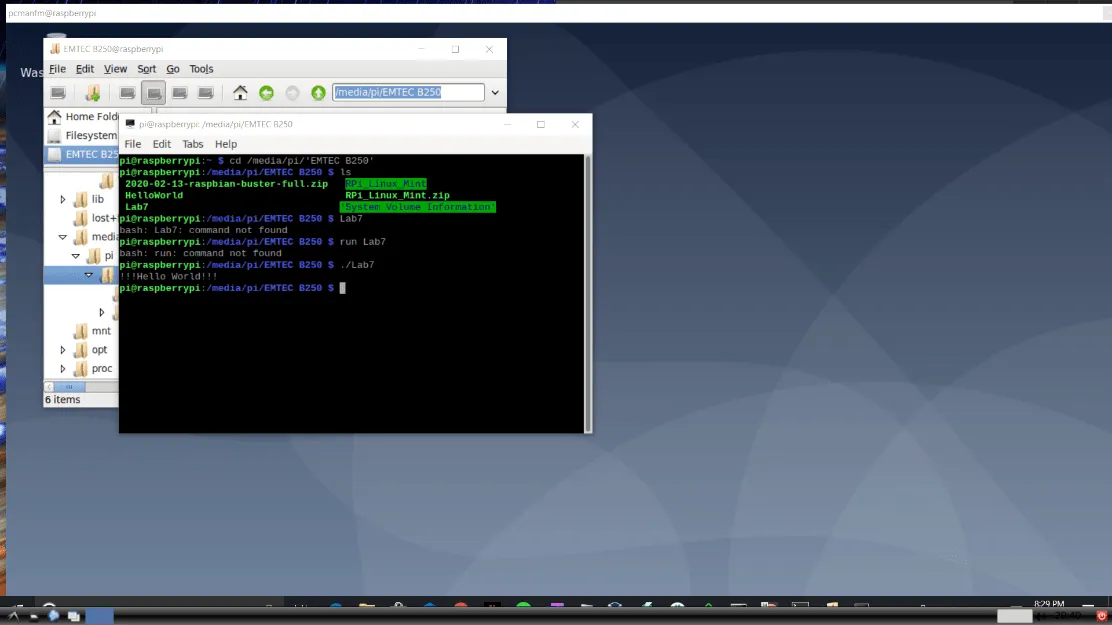 pcmanfm@raspberrypi
EMTEC B250@raspberrypi
Was
File Edit View Sort Go Tools
/media/pi/EMTEC B250
Home Fold
Filesystem
EMTEC B25
lib
lost+
media
pi
mnt
opt
proc
6 items
pi@raspberrypi: /media/pi/EMTEC B250
File Edit Tabs Help
pi@raspberrypi:~ $ cd /media/pi/'EMTEC B250'
pi@raspberrypi:/media/pi/EMTEC B250 $ ls
2020-02-13-raspbian-buster-full.zip RPi_Linux_Mint
HelloWorld RPi_Linux_Mint.zip
Lab7 'System Volume Information'
pi@raspberrypi:/media/pi/EMTEC B250 $ Lab7
bash: Lab7: command not found
pi@raspberrypi:/media/pi/EMTEC B250 $ run Lab7
bash: run: command not found
pi@raspberrypi:/media/pi/EMTEC B250 $ ./Lab7
!!!Hello World!!!
pi@raspberrypi:/media/pi/EMTEC B250 $
8:29 PM